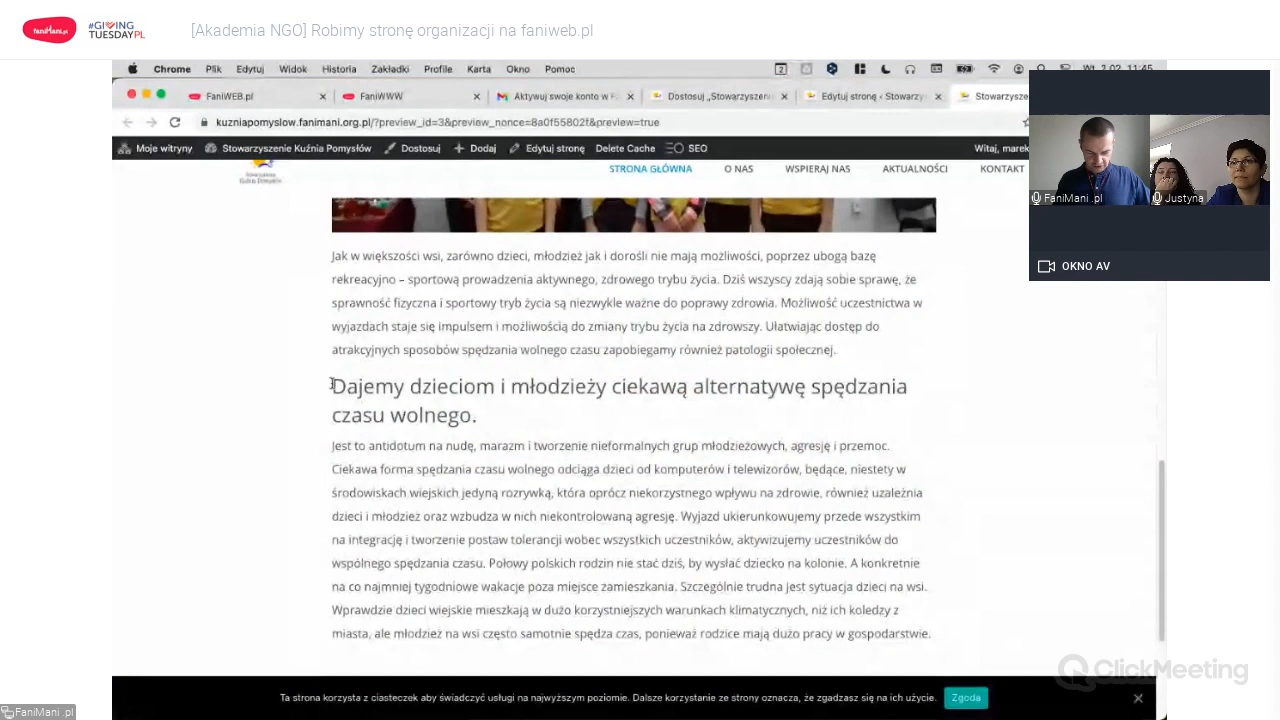 faniMani.pl
#GIVING
TUESDAYPL
[Akademia NGO] Robimy stronę organizacji na faniweb.pl
Chrome Plik Edytuj Widok Historia Zakładki Profile Karta Okno Pomoc
Wt. 2.02 11:45
FaniWEB.pl
FaniWWW
Aktywuj swoje konto w F
Dostosuj „Stowarzyszeni
Edytuj stronę ‹ Stowarzy
Stowarzyszen
kuzniapomyslow.fanimani.org.pl/?preview_id=3&preview_nonce=8a0f55802f&preview=true
Moje witryny Stowarzyszenie Kuźnia Pomysłów Dostosuj Dodaj Edytuj stronę Delete Cache SEO Witaj, marek
STRONA GŁÓWNA O NAS WSPIERAJ NAS AKTUALNOŚCI KONTAKT
FaniMani .pl
Justyna
OKNO AV
Jak w większości wsi, zarówno dzieci, młodzież jak i dorośli nie mają możliwości, poprzez ubogą bazę
rekreacyjno – sportową prowadzenia aktywnego, zdrowego trybu życia. Dziś wszyscy zdają sobie sprawę, że
sprawność fizyczna i sportowy tryb życia są niezwykle ważne do poprawy zdrowia. Możliwość uczestnictwa w
wyjazdach staje się impulsem i możliwością do zmiany trybu życia na zdrowszy. Ułatwiając dostęp do
atrakcyjnych sposobów spędzania wolnego czasu zapobiegamy również patologii społecznej.
Dajemy dzieciom i młodzieży ciekawą alternatywę spędzania
czasu wolnego.
Jest to antidotum na nudę, marazm i tworzenie nieformalnych grup młodzieżowych, agresję i przemoc.
Ciekawa forma spędzania czasu wolnego odciąga dzieci od komputerów i telewizorów, będące, niestety w
środowiskach wiejskich jedyną rozrywką, która oprócz niekorzystnego wpływu na zdrowie, również uzależnia
dzieci i młodzież oraz wzbudza w nich niekontrolowaną agresję. Wyjazd ukierunkowujemy przede wszystkim
na integrację i tworzenie postaw tolerancji wobec wszystkich uczestników, aktywizujemy uczestników do
wspólnego spędzania czasu. Połowy polskich rodzin nie stać dziś, by wysłać dziecko na kolonie. A konkretnie
na co najmniej tygodniowe wakacje poza miejsce zamieszkania. Szczególnie trudna jest sytuacja dzieci na wsi.
Wprawdzie dzieci wiejskie mieszkają w dużo korzystniejszych warunkach klimatycznych, niż ich koledzy z
miasta, ale młodzież na wsi często samotnie spędza czas, ponieważ rodzice mają dużo pracy w gospodarstwie.
ClickMeeting
Ta strona korzysta z ciasteczek aby świadczyć usługi na najwyższym poziomie. Dalsze korzystanie ze strony oznacza, że zgadzasz się na ich użycie. Zgoda
FaniMani .pl